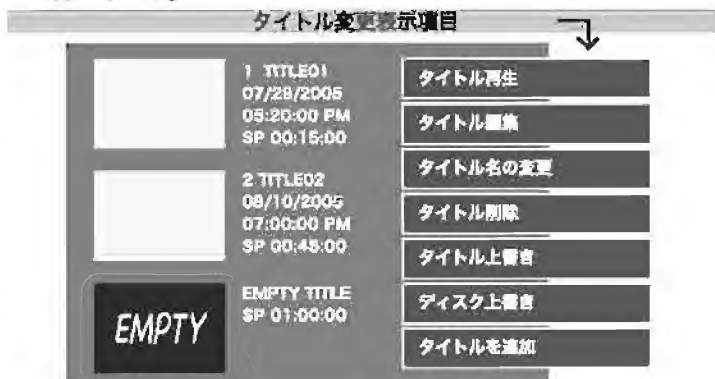 タイトル変更表示項目
1 TITLE01
07/29/2005
05:20:00 PM
SP 00:15:00
2 TITLE02
08/10/2005
07:00:00 PM
SP 00:45:00
EMPTY
EMPTY TITLE
SP 01:00:00
タイトル再生
タイトル編集
タイトル名の変更
タイトル削除
タイトル上書き
ディスク上書き
タイトルを追加